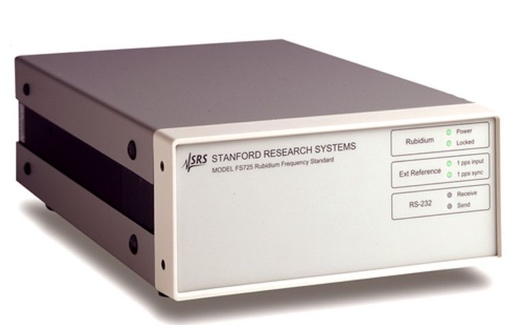 SRS STANFORD RESEARCH SYSTEMS
MODEL FS725 Rubidium Frequency Standard
Rubidium
Power
Locked
Ext Reference
1 pps input
1 pps sync
RS-232
Receive
Send